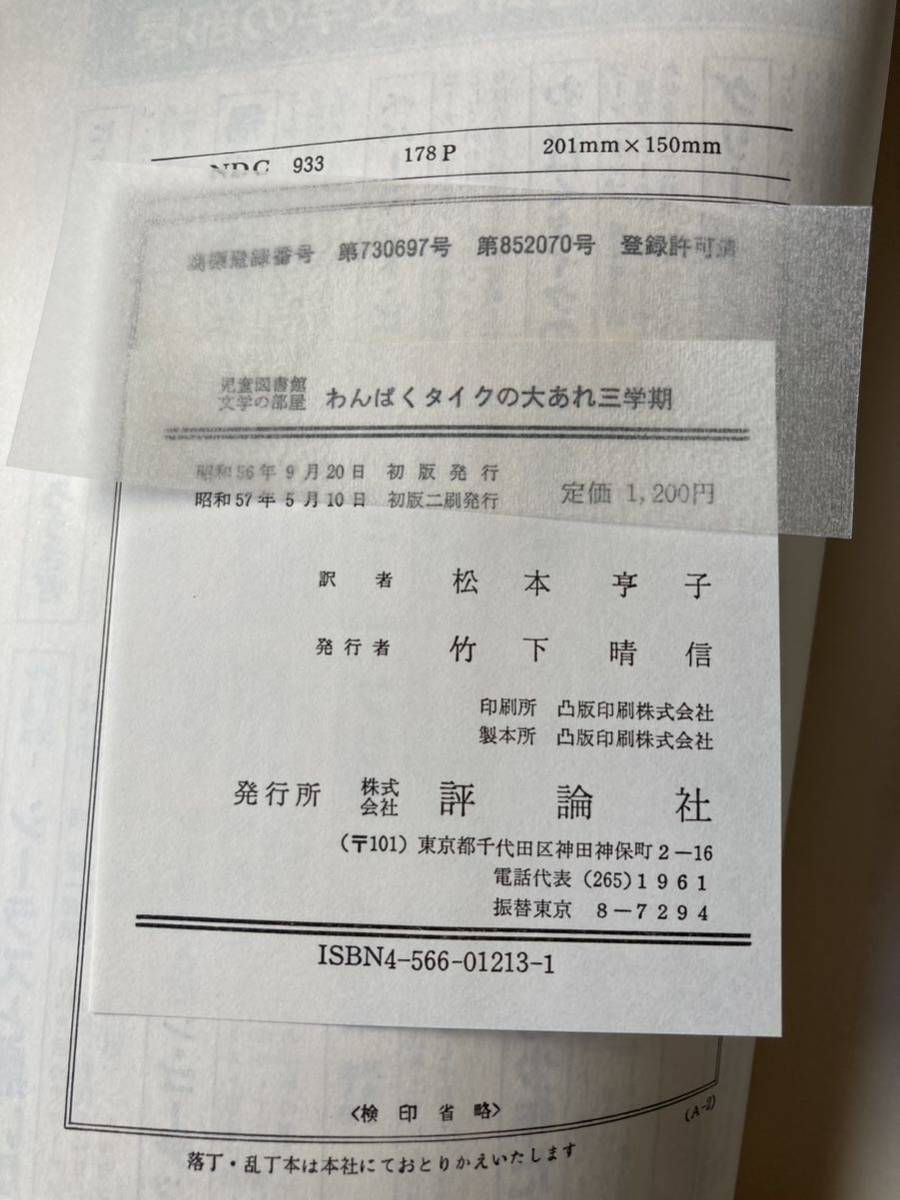 NDC 933 178P 201mm×150mm
商標登録番号 第730697号 第852070号 登録許可済
児童図書館
文学の部屋 わんぱくタイクの大あれ三学期
昭和56年9月20日 初版発行
昭和57年5月10日 初版二刷発行 定価 1,200円
訳者 松本亨子
発行者 竹下晴信
印刷所 凸版印刷株式会社
製本所 凸版印刷株式会社
発行所 株式会社 評論社
(〒101) 東京都千代田区神田神保町2-16
電話代表 (265)1961
振替東京 8-7294
ISBN4-566-01213-1
〈検印省略〉
(A-2)
落丁・乱丁本は本社にておとりかえいたします